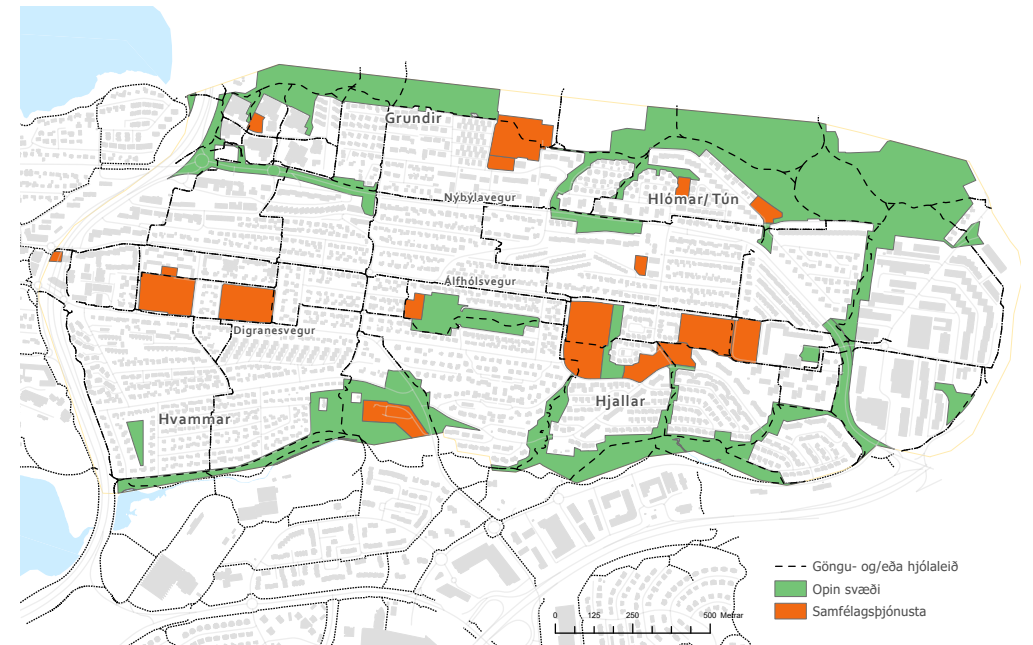 Grundir
Nýbýlavegur
Hlómar/ Tún
Álfhólsvegur
Digranesvegur
Hvammar
Hjallar
Göngu- og/eða hjólaleið
Opin svæði
Samfélagsþjónusta
0 125 250 500 Metrar